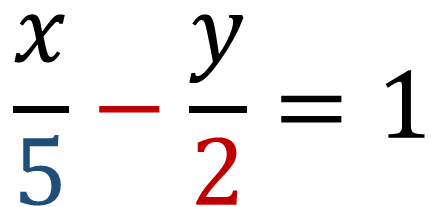 x/5 − y/2 = 1